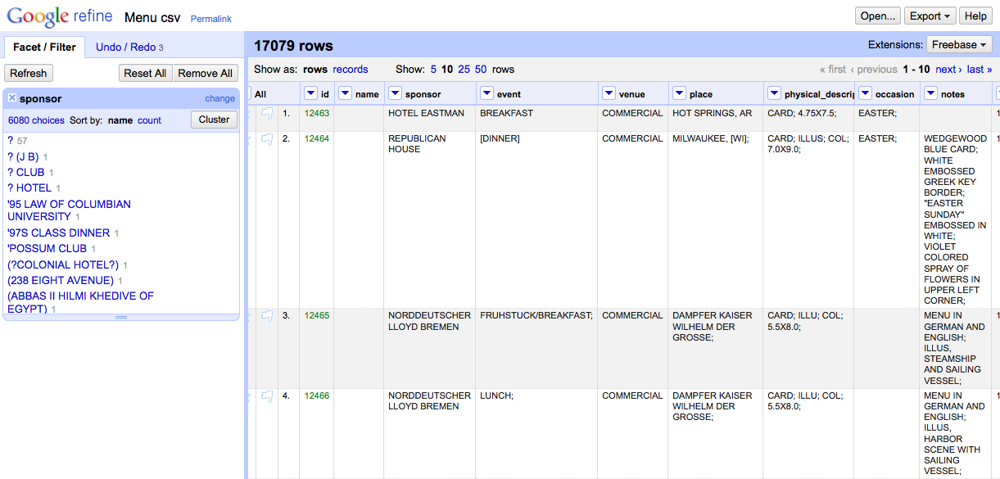 Google refine Menu csv Permalink
Open... Export Help
Facet / Filter Undo / Redo 3
Refresh Reset All Remove All
sponsor change
6080 choices Sort by: name count Cluster
? 57
? (J B) 1
? CLUB 1
? HOTEL 1
'95 LAW OF COLUMBIAN
UNIVERSITY 1
'97S CLASS DINNER 1
'POSSUM CLUB 1
(?COLONIAL HOTEL?) 1
(238 EIGHT AVENUE) 1
(ABBAS II HILMI KHEDIVE OF
EGYPT) 1
17079 rows
Extensions: Freebase
Show as: rows records Show: 5 10 25 50 rows
« first ‹ previous 1 - 10 next › last »
All id name sponsor event venue place physical_descrip occasion notes
1. 12463 HOTEL EASTMAN BREAKFAST COMMERCIAL HOT SPRINGS, AR CARD; 4.75X7.5; EASTER;
2. 12464 REPUBLICAN [DINNER] COMMERCIAL MILWAUKEE, [WI]; CARD; ILLUS; COL; EASTER; WEDGEWOOD
HOUSE 7.0X9.0; BLUE CARD;
WHITE
EMBOSSED
GREEK KEY
BORDER;
"EASTER
SUNDAY"
EMBOSSED IN
WHITE;
VIOLET
COLORED
SPRAY OF
FLOWERS IN
UPPER LEFT
CORNER;
3. 12465 NORDDEUTSCHER FRUHSTUCK/BREAKFAST; COMMERCIAL DAMPFER KAISER CARD; ILLU; COL; MENU IN
LLOYD BREMEN WILHELM DER 5.5X8.0; GERMAN AND
GROSSE; ENGLISH;
ILLUS,
STEAMSHIP
AND SAILING
VESSEL;
4. 12466 NORDDEUTSCHER LUNCH; COMMERCIAL DAMPFER KAISER CARD; ILLU; COL; MENU IN
LLOYD BREMEN WILHELM DER 5.5X8.0; GERMAN AND
GROSSE; ENGLISH;
ILLUS,
HARBOR
SCENE WITH
SAILING
VESSEL;